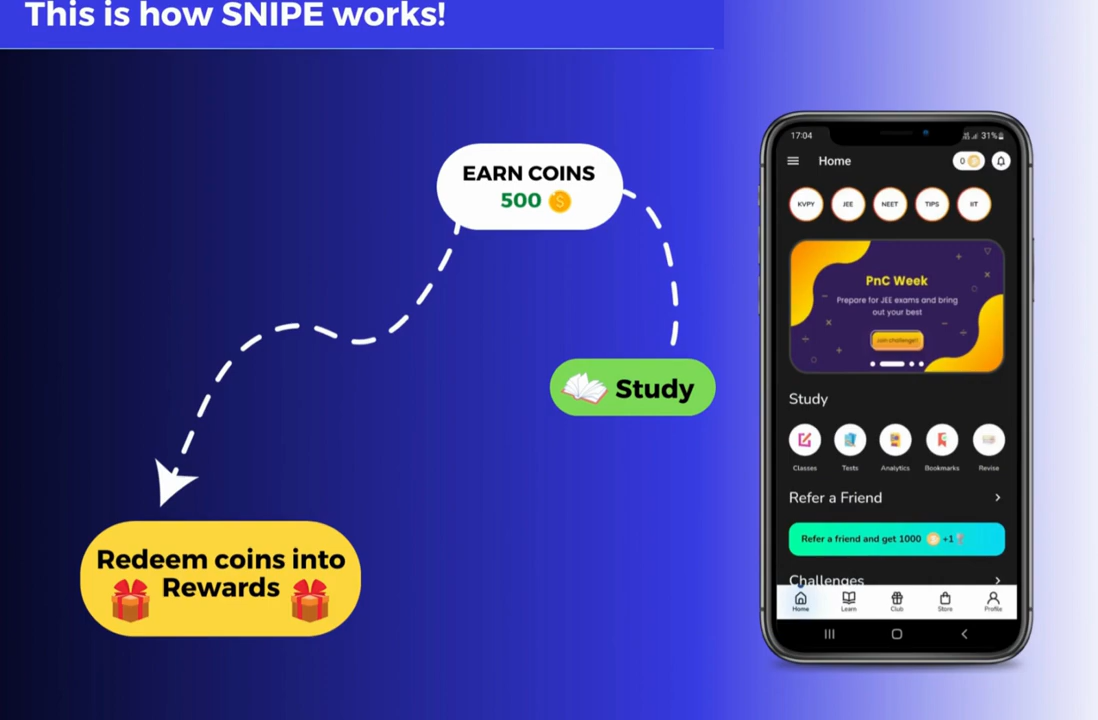 This is how SNIPE works!
EARN COINS
500
Study
Redeem coins into
Rewards
17:04
31%
Home
0
KVPY
JEE
NEET
TIPS
IIT
PnC Week
Prepare for JEE exams and bring
out your best
Join challenge!
Study
Classes
Tests
Analytics
Bookmarks
Revise
Refer a Friend
Refer a friend and get 1000
+1
Challenges
Home
Learn
Club
Store
Profile